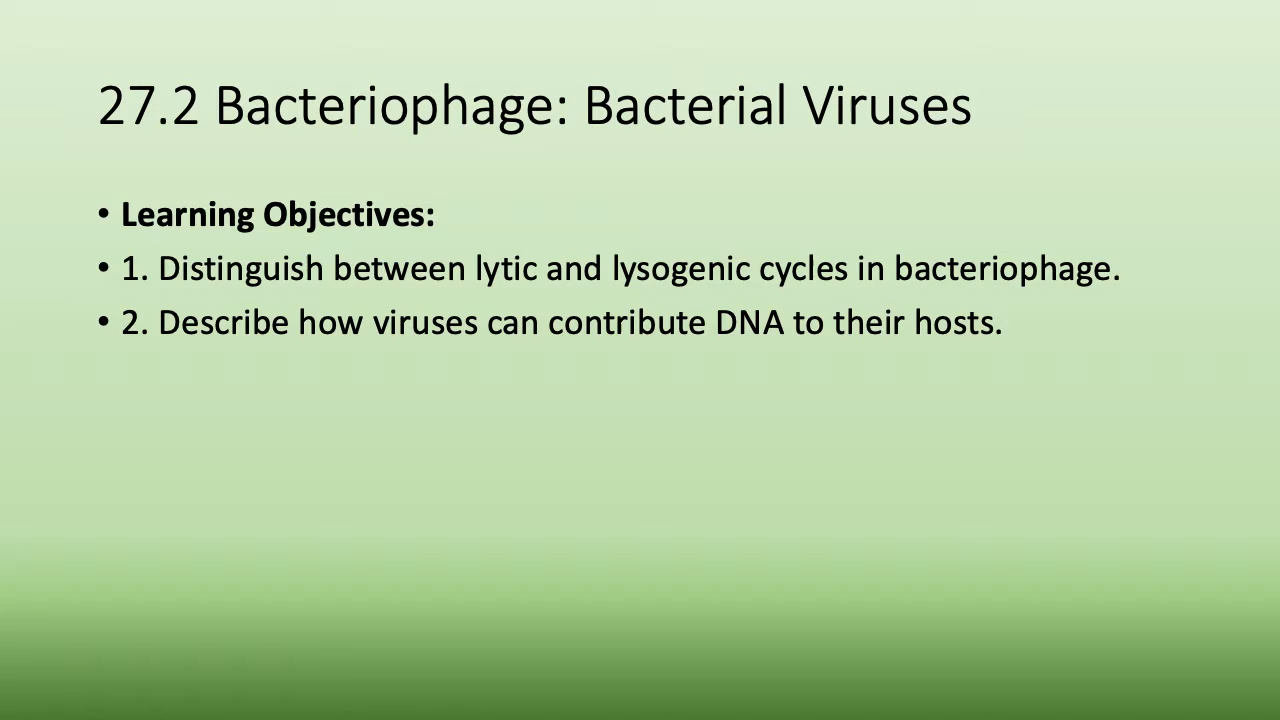 27.2 Bacteriophage: Bacterial Viruses
• Learning Objectives:
• 1. Distinguish between lytic and lysogenic cycles in bacteriophage.
• 2. Describe how viruses can contribute DNA to their hosts.